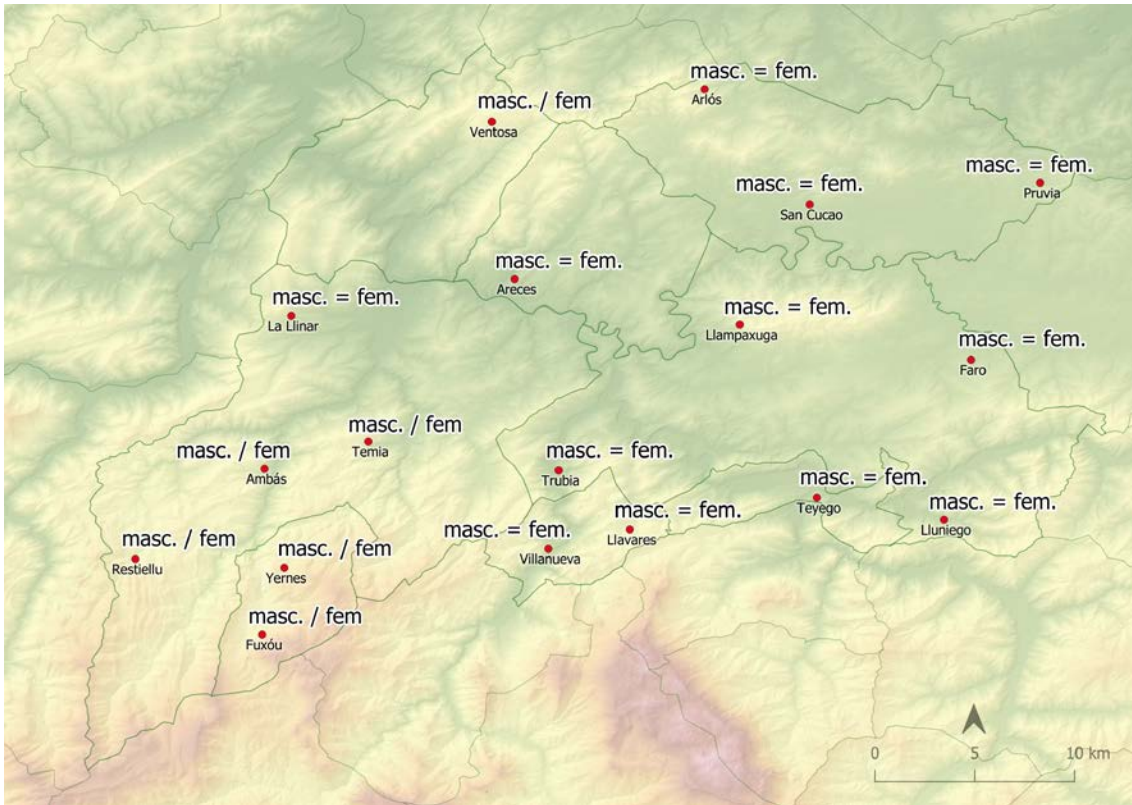 masc. = fem.
Arlós
masc. / fem
Ventosa
masc. = fem.
Pruvia
masc. = fem.
San Cucao
masc. = fem.
Areces
masc. = fem.
La Llinar
masc. = fem.
Llampaxuga
masc. = fem.
Faro
masc. / fem
Temia
masc. / fem
Ambás
masc. = fem.
Trubia
masc. = fem.
Teyego
masc. = fem.
Lluniego
masc. = fem.
Llavares
masc. = fem.
Villanueva
masc. / fem
Restiellu
masc. / fem
Yernes
masc. / fem
Fuxóu
0 5 10 km